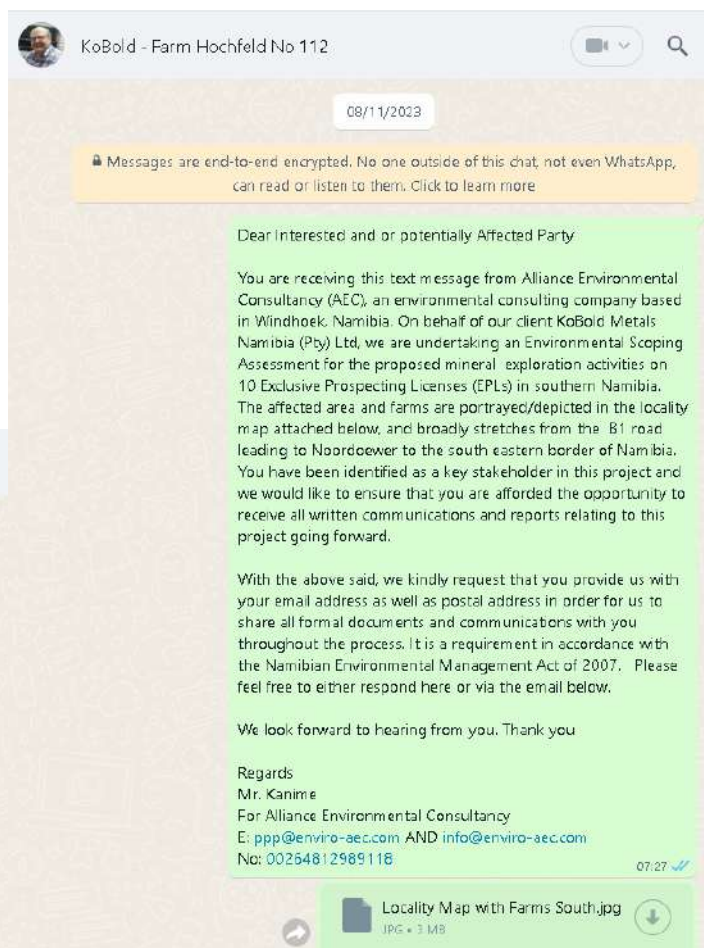 KoBold - Farm Hochfeld No 112
08/11/2023
Messages are end-to-end encrypted. No one outside of this chat, not even WhatsApp,
can read or listen to them. Click to learn more
Dear Interested and or potentially Affected Party
You are receiving this text message from Alliance Environmental
Consultancy (AEC), an environmental consulting company based
in Windhoek, Namibia. On behalf of our client KoBold Metals
Namibia (Pty) Ltd, we are undertaking an Environmental Scoping
Assessment for the proposed mineral exploration activities on
10 Exclusive Prospecting Licenses (EPLs) in southern Namibia.
The affected area and farms are portrayed/depicted in the locality
map attached below, and broadly stretches from the B1 road
leading to Noordoewer to the south eastern border of Namibia.
You have been identified as a key stakeholder in this project and
we would like to ensure that you are afforded the opportunity to
receive all written communications and reports relating to this
project going forward.
With the above said, we kindly request that you provide us with
your email address as well as postal address in order for us to
share all formal documents and communications with you
throughout the process. It is a requirement in accordance with
the Namibian Environmental Management Act of 2007. Please
feel free to either respond here or via the email below.
We look forward to hearing from you. Thank you
Regards
Mr. Kanime
For Alliance Environmental Consultancy
E: ppp@enviro-aec.com AND info@enviro-aec.com
No: 00264812989118
07:27
Locality Map with Farms South.jpg
JPG • 3 MB